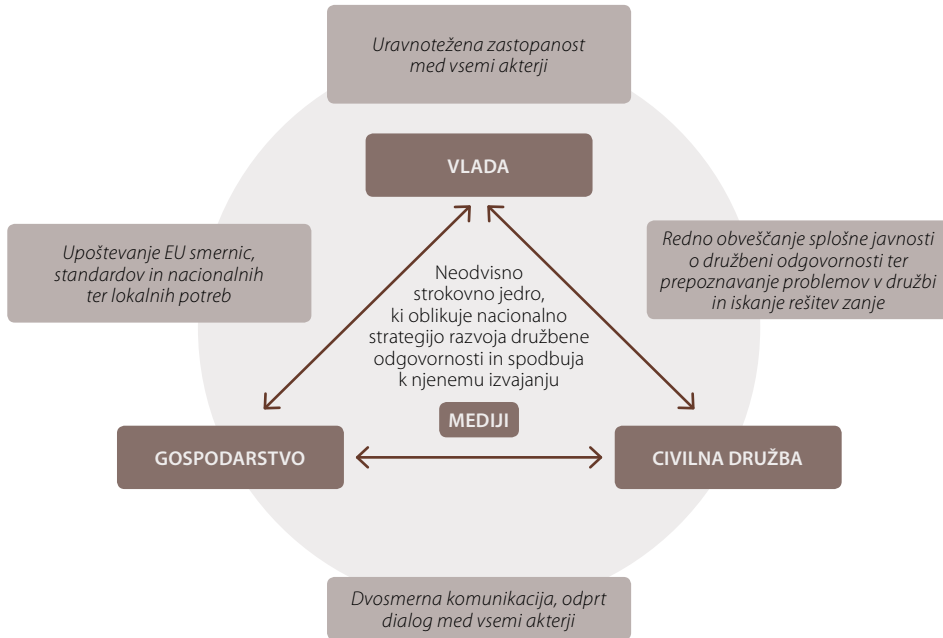 Uravnotežena zastopanost
med vsemi akterji
VLADA
Upoštevanje EU smernic,
standardov in nacionalnih
ter lokalnih potreb
Redno obveščanje splošne javnosti
o družbeni odgovornosti ter
prepoznavanje problemov v družbi
in iskanje rešitev zanje
Neodvisno
strokovno jedro,
ki oblikuje nacionalno
strategijo razvoja družbene
odgovornosti in spodbuja
k njenemu izvajanju
MEDIJI
GOSPODARSTVO
CIVILNA DRUŽBA
Dvosmerna komunikacija, odprt
dialog med vsemi akterji